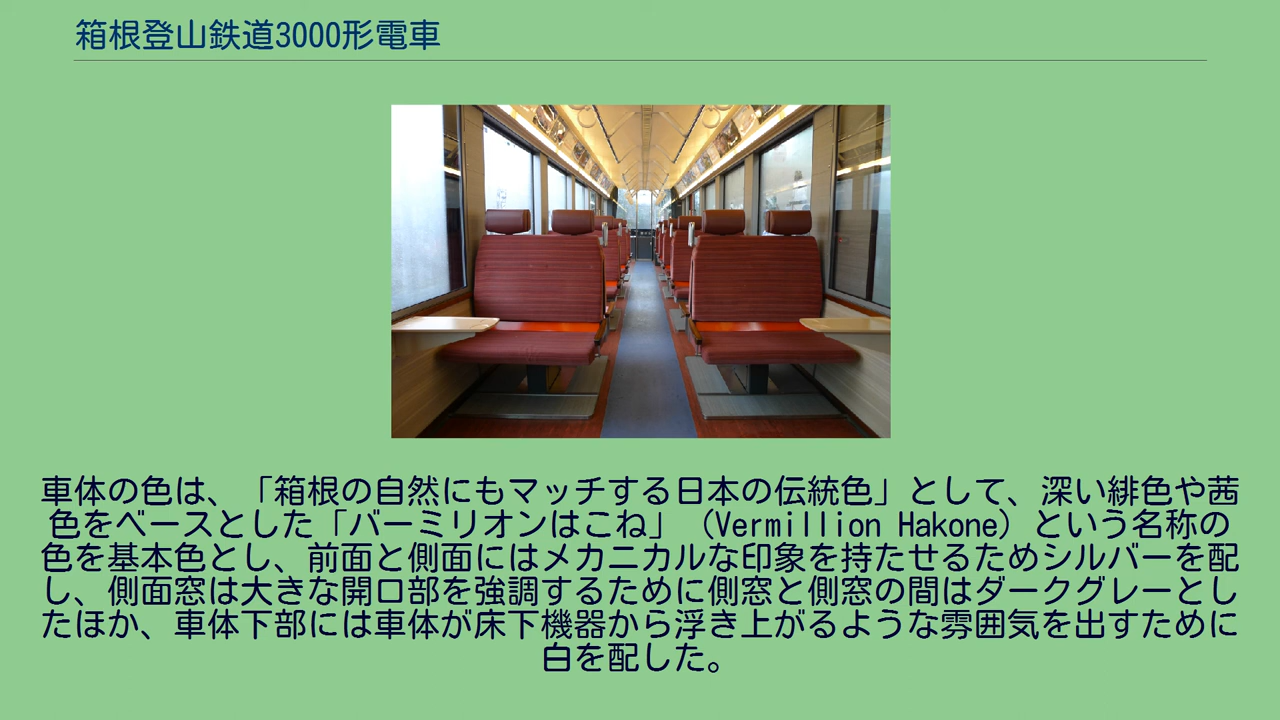 箱根登山鉄道3000形電車
車体の色は、「箱根の自然にもマッチする日本の伝統色」として、深い緋色や茜
色をベースとした「バーミリオンはこね」（Vermillion Hakone）という名称の
色を基本色とし、前面と側面にはメカニカルな印象を持たせるためシルバーを配
し、側面窓は大きな開口部を強調するために側窓と側窓の間はダークグレーとし
たほか、車体下部には車体が床下機器から浮き上がるような雰囲気を出すために
白を配した。